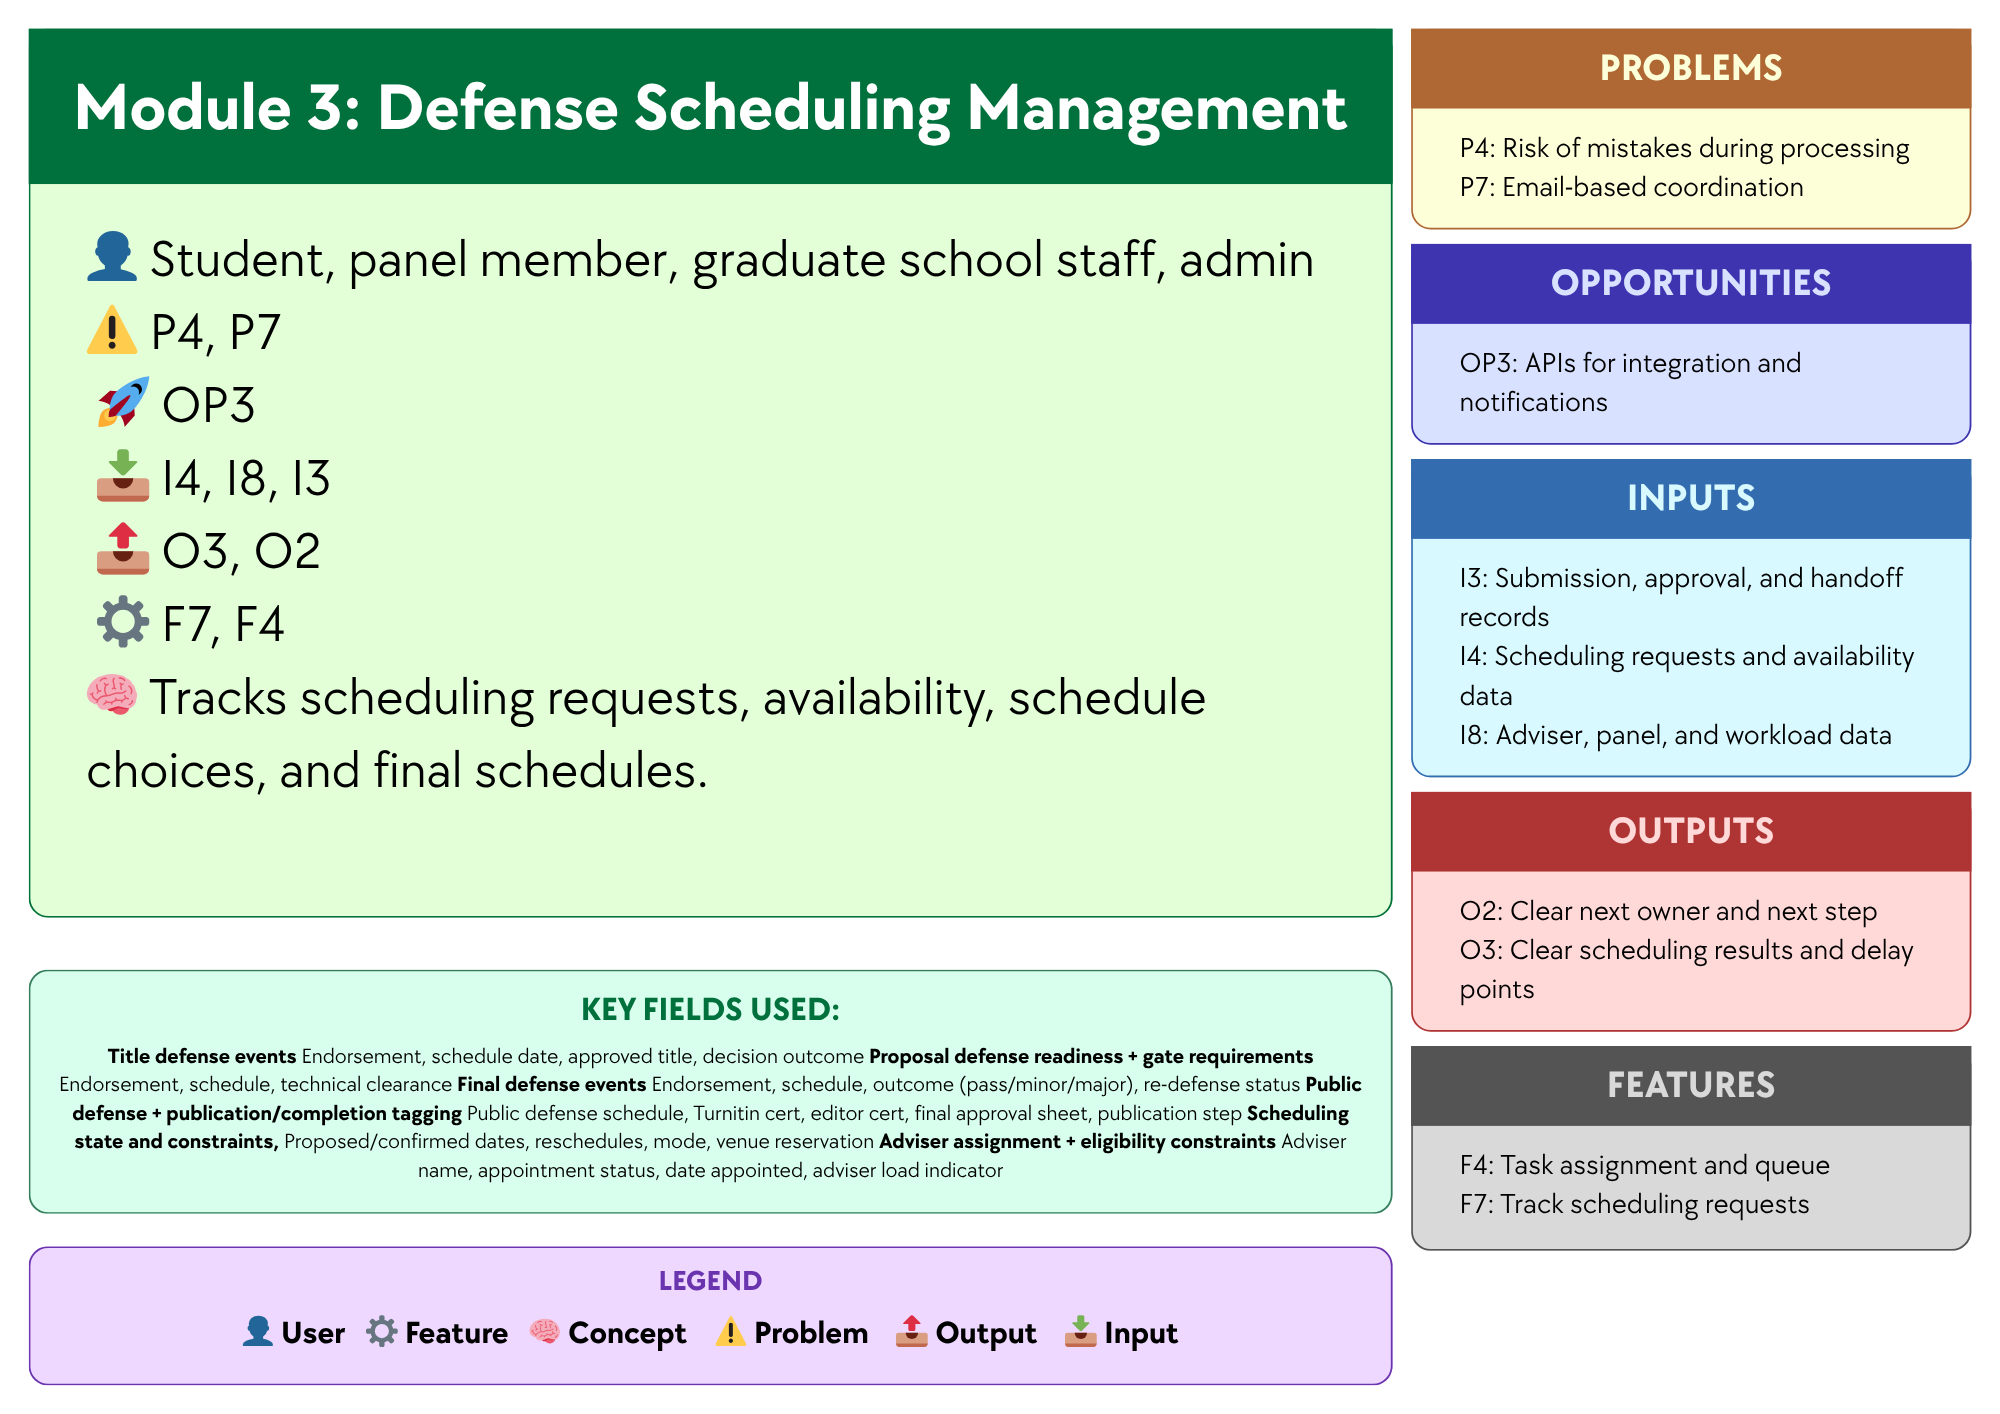 Module 3: Defense Scheduling Management
Student, panel member, graduate school staff, admin
P4, P7
OP3
I4, I8, I3
O3, O2
F7, F4
Tracks scheduling requests, availability, schedule
choices, and final schedules.
KEY FIELDS USED:
Title defense events Endorsement, schedule date, approved title, decision outcome Proposal defense readiness + gate requirements
Endorsement, schedule, technical clearance Final defense events Endorsement, schedule, outcome (pass/minor/major), re-defense status Public
defense + publication/completion tagging Public defense schedule, Turnitin cert, editor cert, final approval sheet, publication step Scheduling
state and constraints, Proposed/confirmed dates, reschedules, mode, venue reservation Adviser assignment + eligibility constraints Adviser
name, appointment status, date appointed, adviser load indicator
LEGEND
User Feature Concept Problem Output Input
PROBLEMS
P4: Risk of mistakes during processing
P7: Email-based coordination
OPPORTUNITIES
OP3: APIs for integration and
notifications
INPUTS
I3: Submission, approval, and handoff
records
I4: Scheduling requests and availability
data
I8: Adviser, panel, and workload data
OUTPUTS
O2: Clear next owner and next step
O3: Clear scheduling results and delay
points
FEATURES
F4: Task assignment and queue
F7: Track scheduling requests